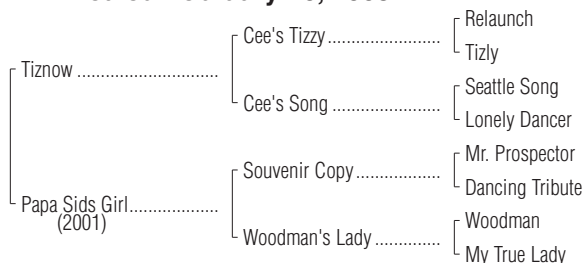 Relaunch
Cee's Tizzy
Tizly
Tiznow
Seattle Song
Cee's Song
Lonely Dancer
Mr. Prospector
Souvenir Copy
Dancing Tribute
Papa Sids Girl
(2001)
Woodman
Woodman's Lady
My True Lady